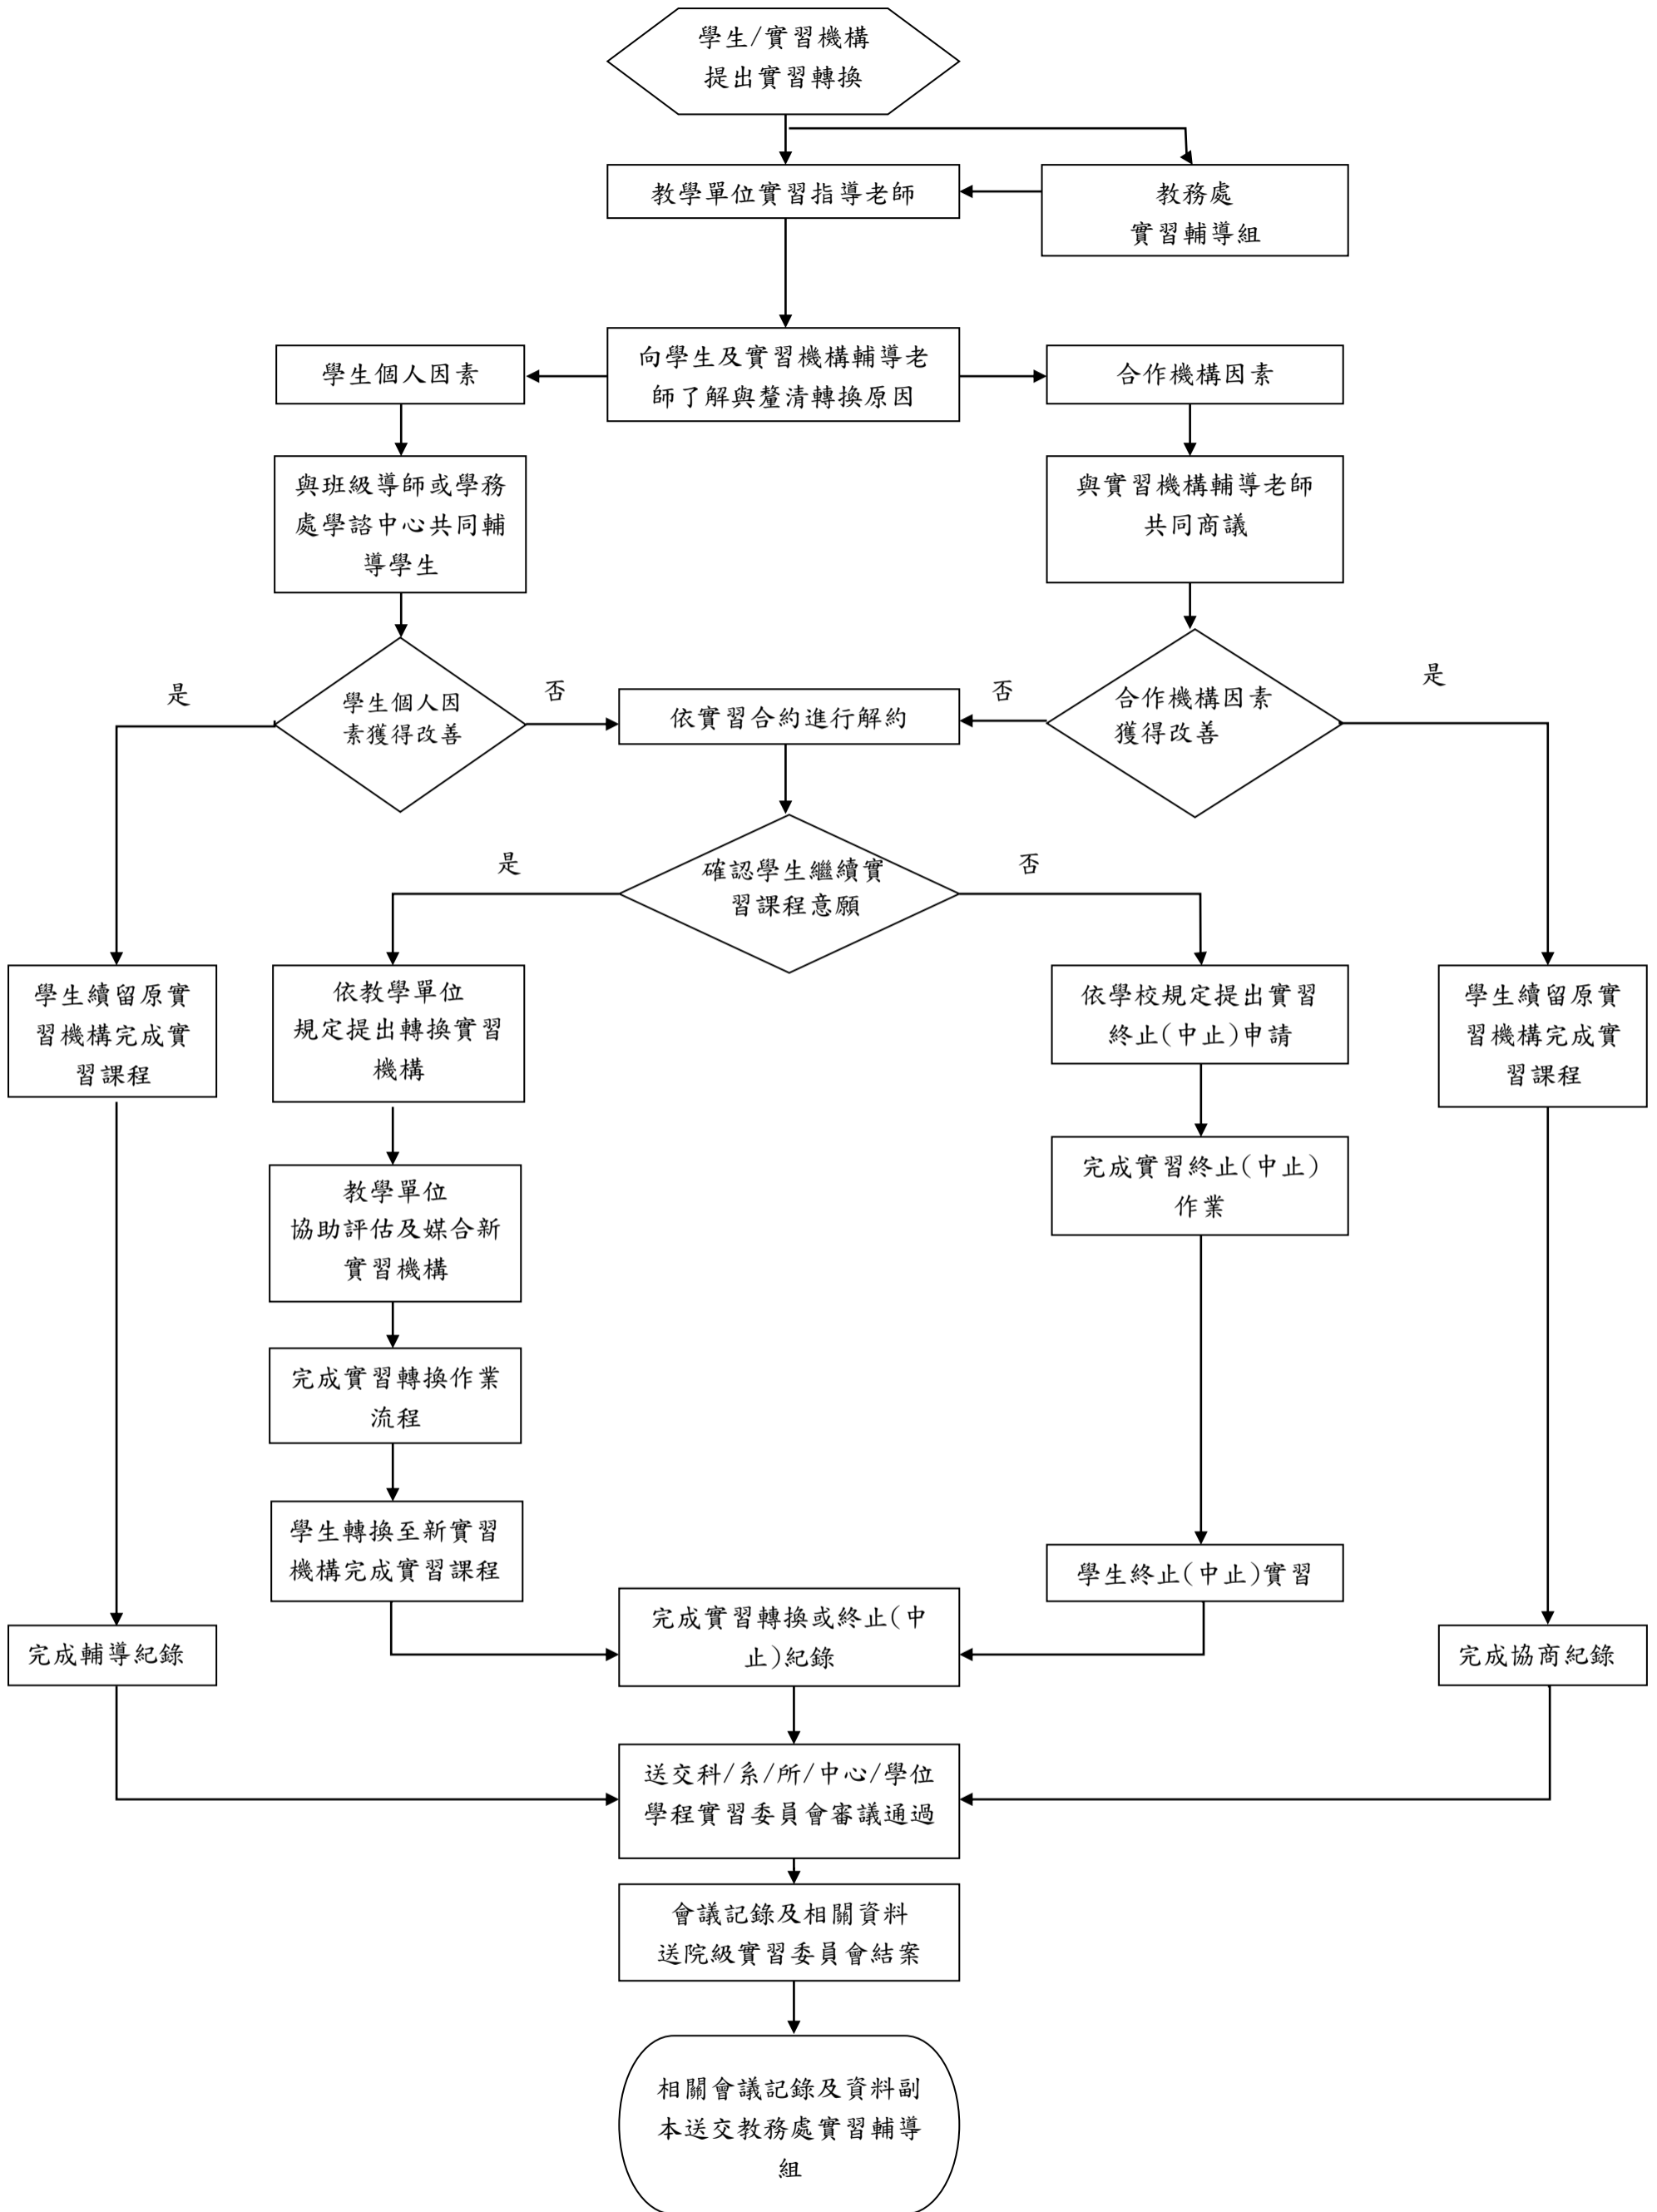 學生/實習機構
提出實習轉換
教學單位實習指導老師
教務處
實習輔導組
學生個人因素
向學生及實習機構輔導老
師了解與釐清轉換原因
合作機構因素
與班級導師或學務
處學諮中心共同輔
導學生
與實習機構輔導老師
共同商議
是
學生個人因
素獲得改善
否
依實習合約進行解約
否
合作機構因素
獲得改善
是
是
確認學生繼續實
習課程意願
否
學生續留原實
習機構完成實
習課程
依教學單位
規定提出轉換實習
機構
依學校規定提出實習
終止(中止)申請
學生續留原實
習機構完成實
習課程
教學單位
協助評估及媒合新
實習機構
完成實習終止(中止)
作業
完成實習轉換作業
流程
學生轉換至新實習
機構完成實習課程
學生終止(中止)實習
完成輔導紀錄
完成實習轉換或終止(中
止)紀錄
完成協商紀錄
送交科/系/所/中心/學位
學程實習委員會審議通過
會議記錄及相關資料
送院級實習委員會結案
相關會議記錄及資料副
本送交教務處實習輔導
組